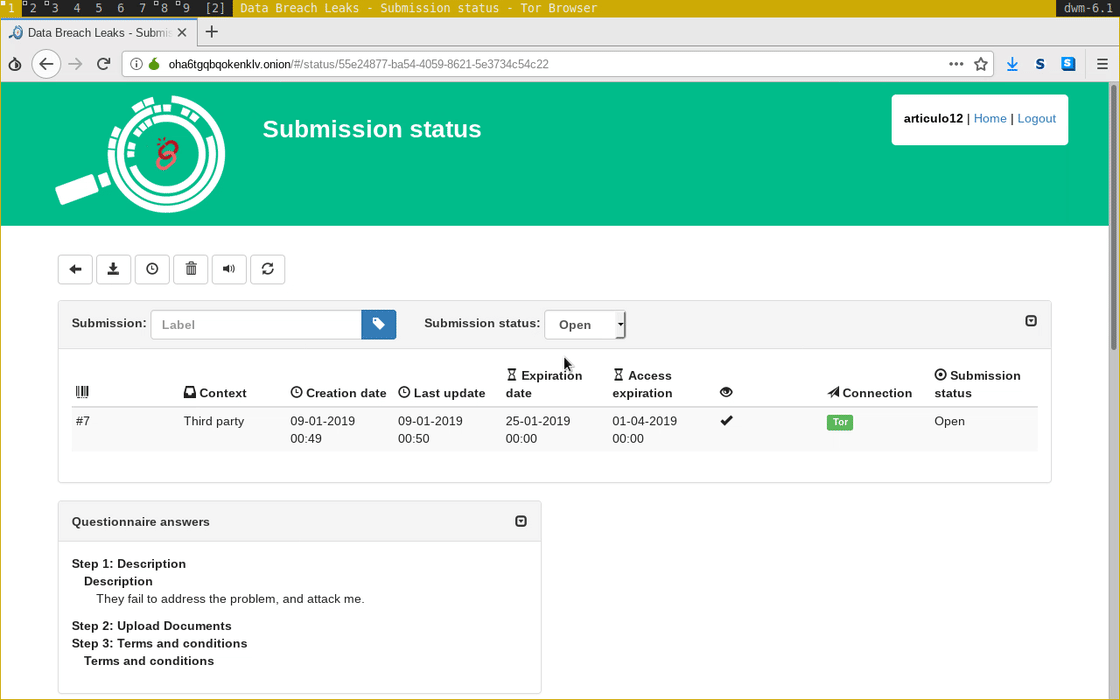 1 2 3 4 5 6 7 8 9 [2] Data Breach Leaks - Submission status - Tor Browser dwm-6.1
Data Breach Leaks - Submis
oha6tgqbqokenklv.onion/#/status/55e24877-ba54-4059-8621-5e3734c54c22
Submission status
articulo12 | Home | Logout
Submission: Label Submission status: Open
Context Creation date Last update Expiration date Access expiration Connection Submission status
#7 Third party 09-01-2019 00:49 09-01-2019 00:50 25-01-2019 00:00 01-04-2019 00:00 Tor Open
Questionnaire answers
Step 1: Description
Description
They fail to address the problem, and attack me.
Step 2: Upload Documents
Step 3: Terms and conditions
Terms and conditions